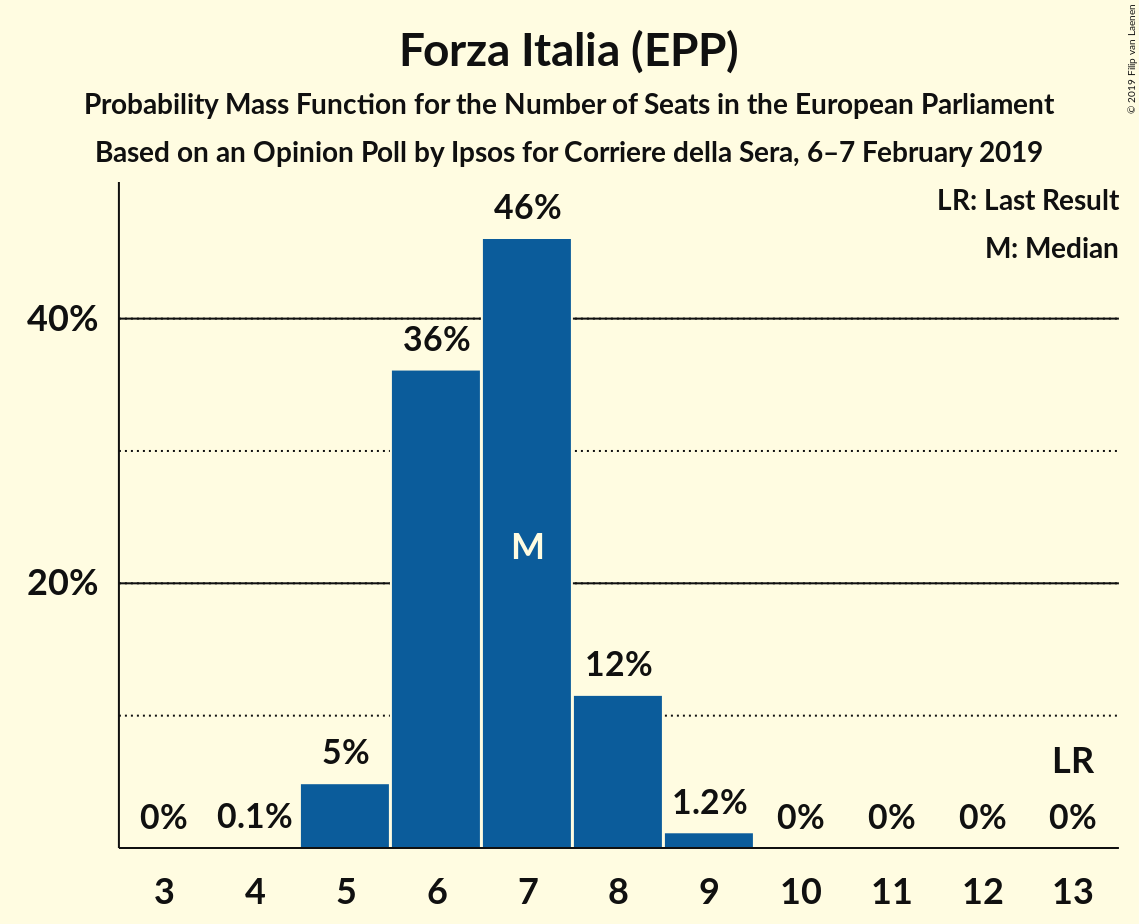 Forza Italia (EPP)
Probability Mass Function for the Number of Seats in the European Parliament
Based on an Opinion Poll by Ipsos for Corriere della Sera, 6–7 February 2019
© 2019 Filip van Laenen
LR: Last Result
M: Median
40%
20%
0%
0.1%
5%
36%
46%
M
12%
1.2%
0%
0%
0%
LR
0%
3 4 5 6 7 8 9 10 11 12 13